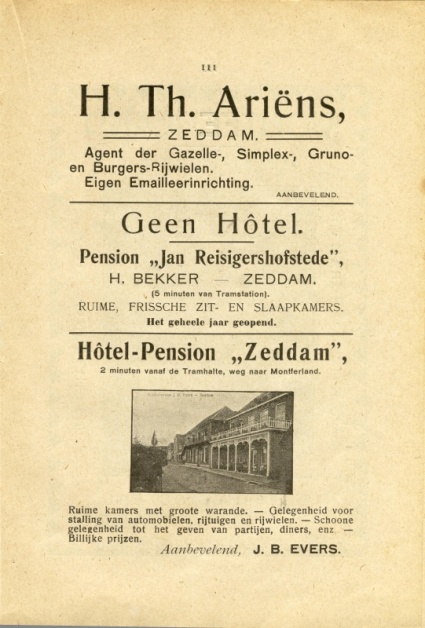 III
H. Th. Ariëns,
ZEDDAM.
Agent der Gazelle-, Simplex-, Gruno-
en Burgers-Rijwielen.
Eigen Emailleerinrichting.
AANBEVELEND.
Geen Hôtel.
Pension „Jan Reisigershofstede”,
H. BEKKER — ZEDDAM.
(5 minuten van Tramstation).
RUIME, FRISSCHE ZIT- EN SLAAPKAMERS.
Het geheele jaar geopend.
Hôtel-Pension „Zeddam”,
2 minuten vanaf de Tramhalte, weg naar Montferland.
Ruime kamers met groote warande. — Gelegenheid voor
stalling van automobielen, rijtuigen en rijwielen. — Schoone
gelegenheid tot het geven van partijen, diners, enz. —
Billijke prijzen.
Aanbevelend, J. B. EVERS.